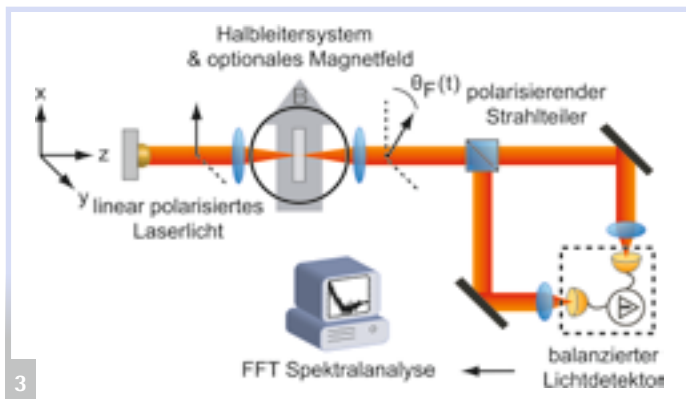 Halbleitersystem
& optionales Magnetfeld
B
θF(t)
polarisierender
Strahlteiler
x
z
y
linear polarisiertes
Laserlicht
FFT Spektralanalyse
balanzierter
Lichtdetektor
3